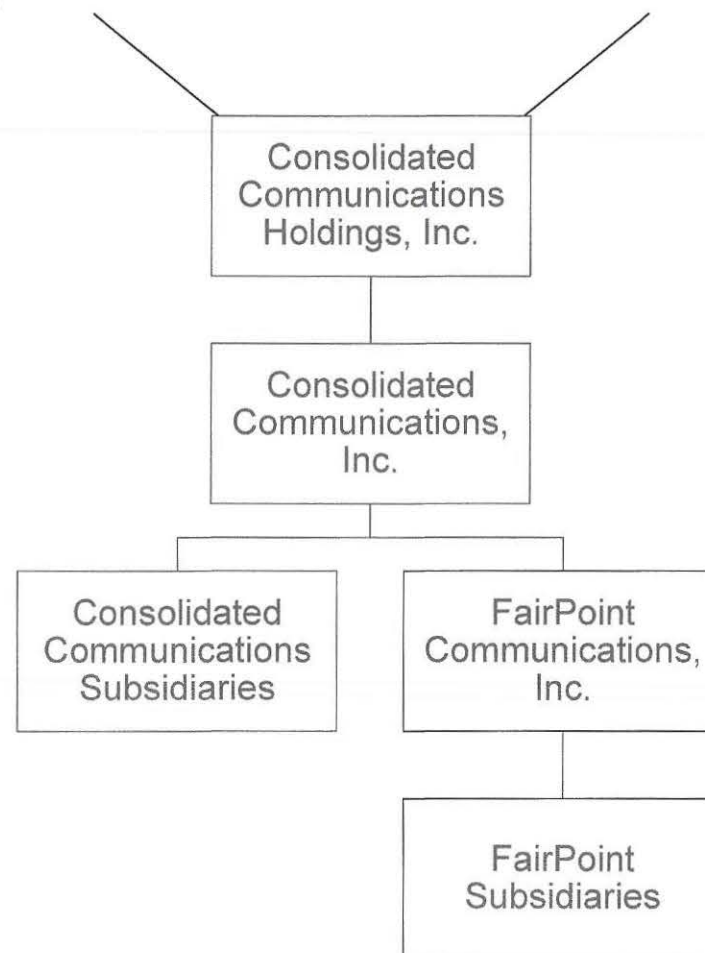 Consolidated
Communications
Holdings, Inc.
Consolidated
Communications,
Inc.
Consolidated
Communications
Subsidiaries
FairPoint
Communications,
Inc.
FairPoint
Subsidiaries